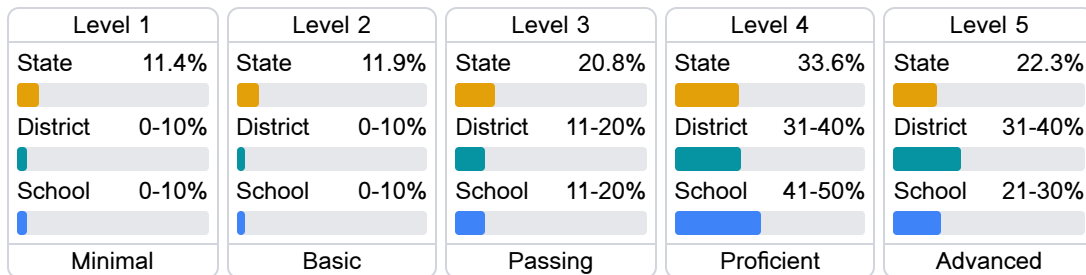 Level 1
State 11.4%
District 0-10%
School 0-10%
Minimal
Level 2
State 11.9%
District 0-10%
School 0-10%
Basic
Level 3
State 20.8%
District 11-20%
School 11-20%
Passing
Level 4
State 33.6%
District 31-40%
School 41-50%
Proficient
Level 5
State 22.3%
District 31-40%
School 21-30%
Advanced